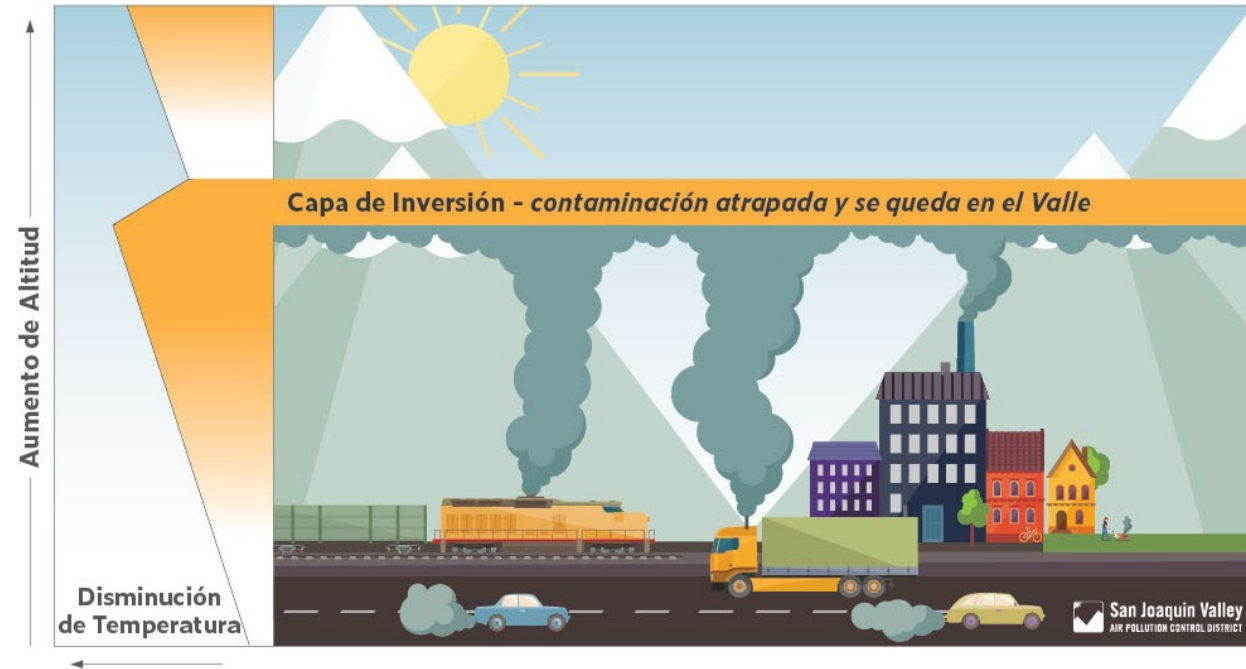 Aumento de Altitud
Capa de Inversión - contaminación atrapada y se queda en el Valle
Disminución
de Temperatura
San Joaquin Valley
AIR POLLUTION CONTROL DISTRICT